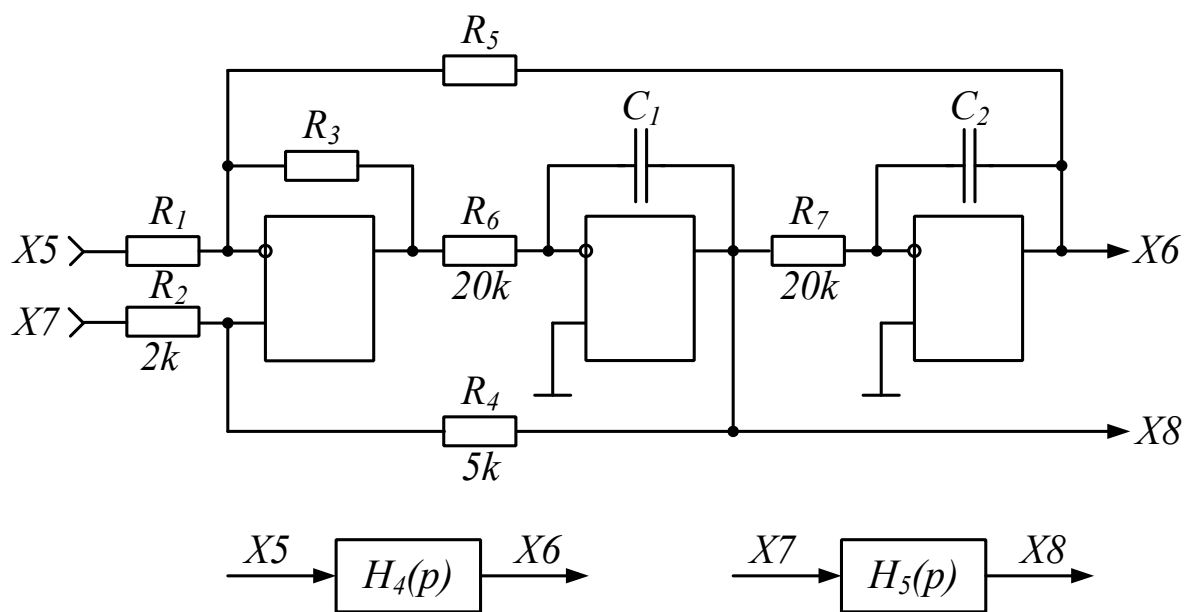 R5
R3
C1
C2
X5
R1
R6
20k
R7
20k
X6
X7
R2
2k
R4
5k
X8
X5
H4(p)
X6
X7
H5(p)
X8